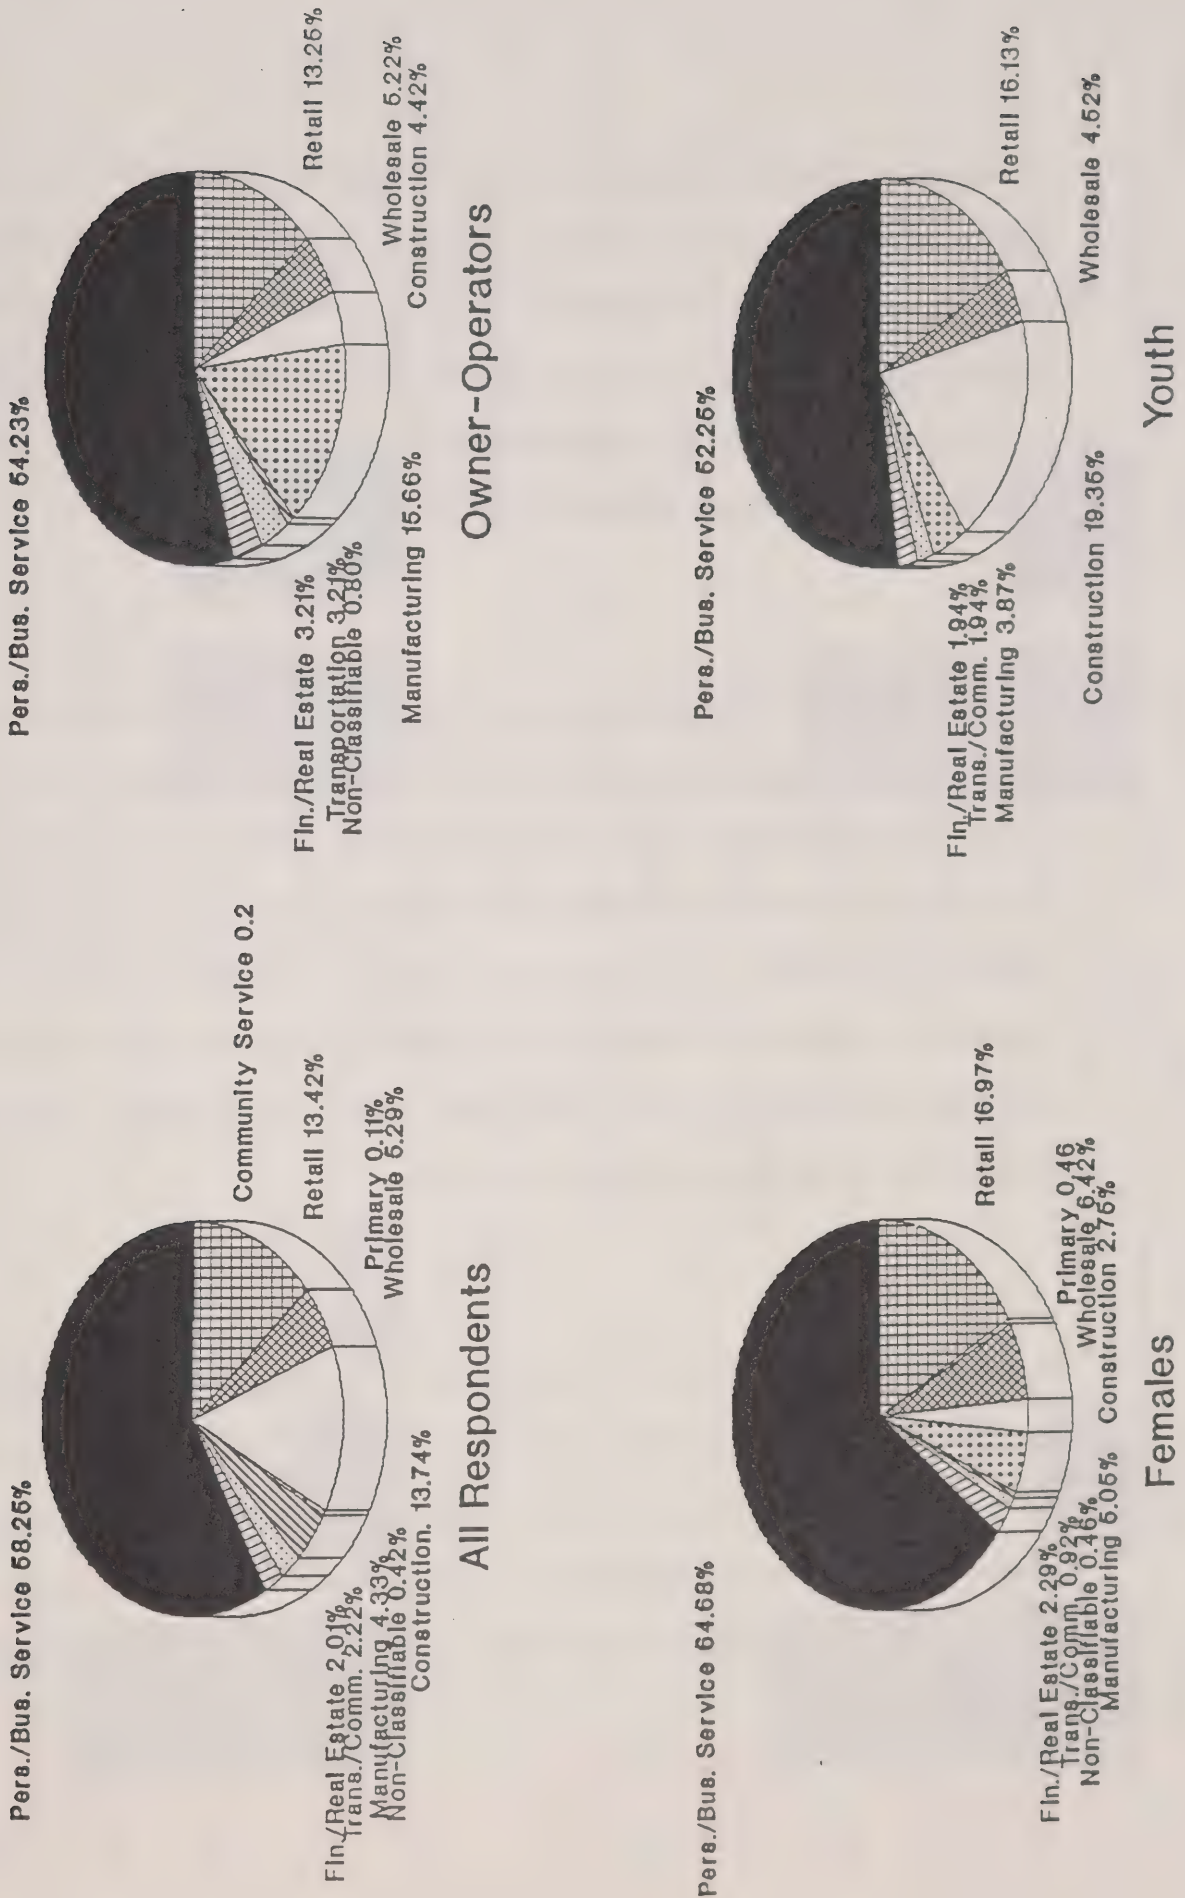 Pers./Bus. Service 58.25%
Community Service 0.2
Retail 13.42%
Primary 0.11%
Wholesale 5.29%
Fin./Real Estate 2.01%
Trans./Comm. 2.22%
Manufacturing 4.33%
Non-Classifiable 0.42%
Construction. 13.74%
All Respondents
Pers./Bus. Service 54.23%
Retail 13.25%
Wholesale 5.22%
Construction 4.42%
Fin./Real Estate 3.21%
Transportation 3.21%
Non-Classifiable 0.80%
Manufacturing 15.66%
Owner-Operators
Pers./Bus. Service 64.68%
Retail 16.97%
Primary 0.46
Wholesale 6.42%
Construction 2.75%
Fin./Real Estate 2.29%
Trans./Comm. 0.92%
Non-Classifiable 0.46%
Manufacturing 5.05%
Females
Pers./Bus. Service 52.25%
Retail 16.13%
Wholesale 4.52%
Fin./Real Estate 1.94%
Trans./Comm. 1.94%
Manufacturing 3.87%
Construction 19.35%
Youth